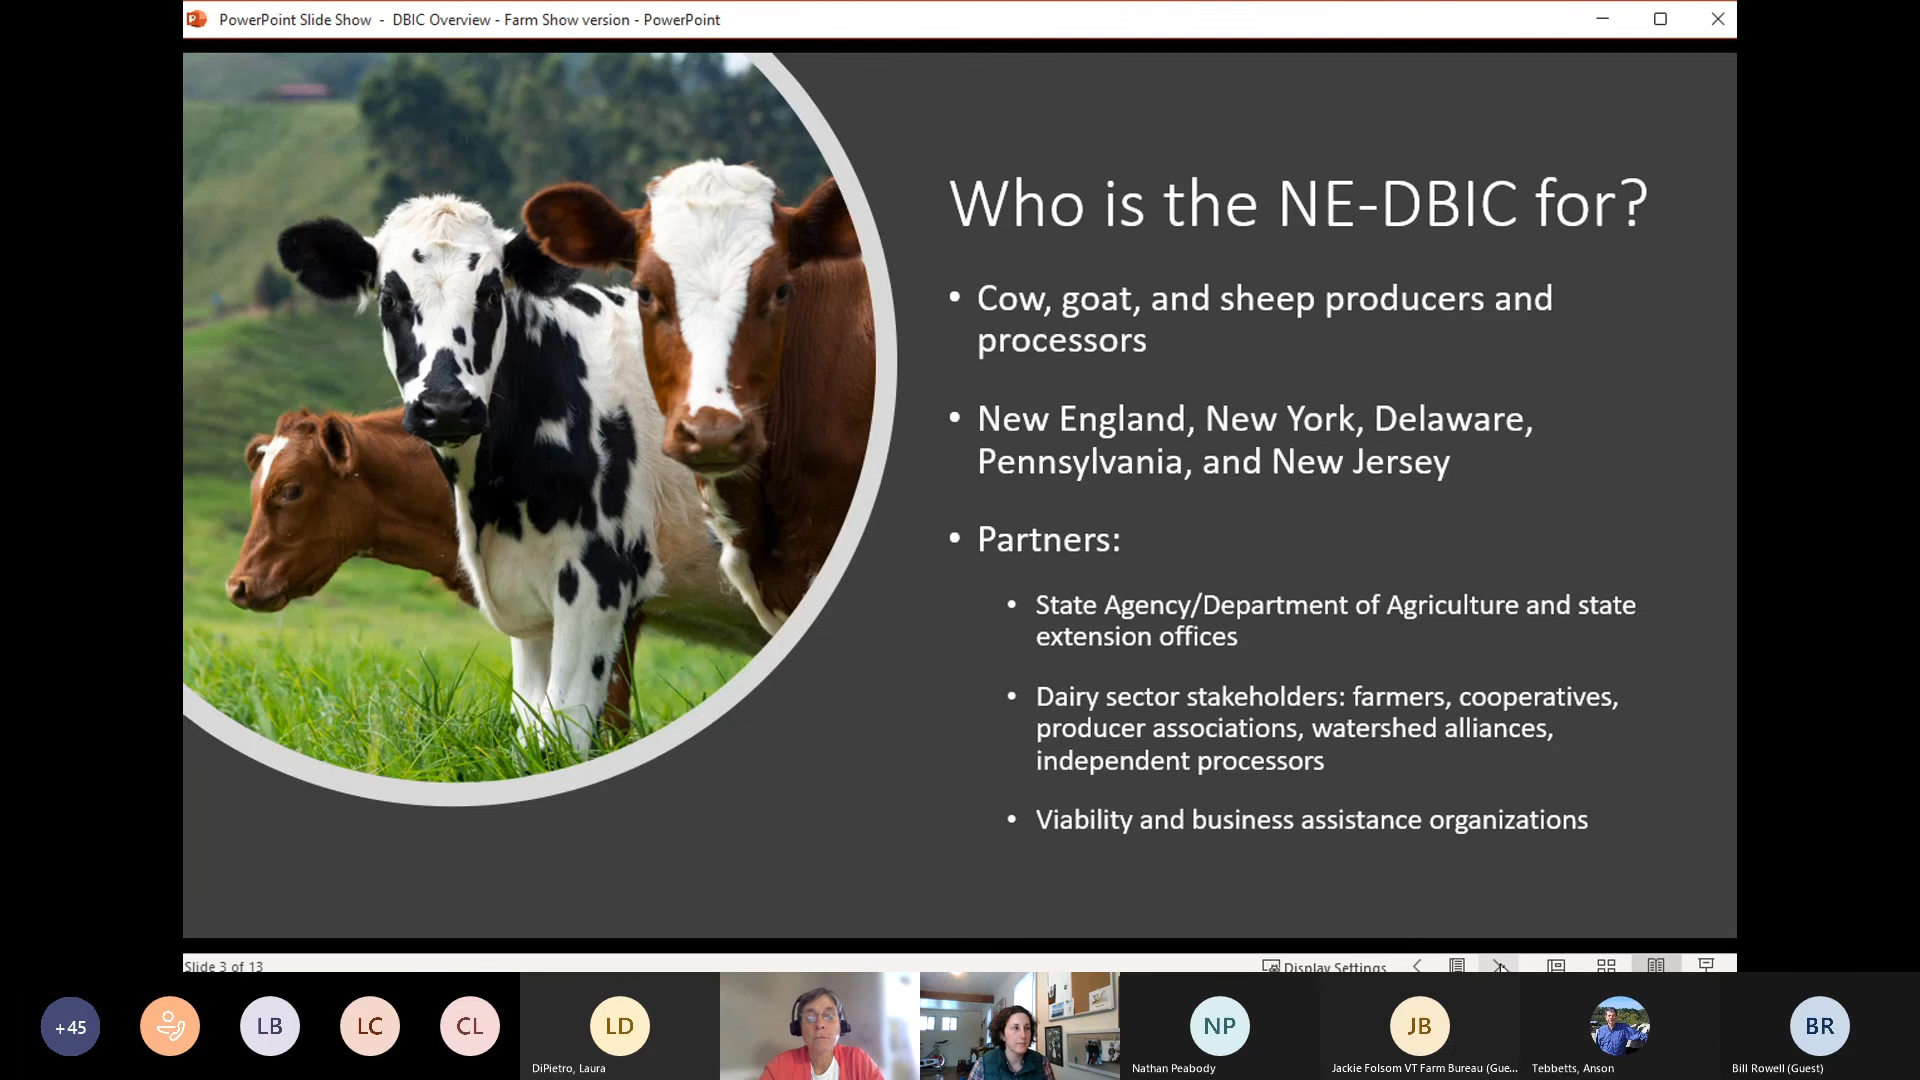 PowerPoint Slide Show - DBIC Overview - Farm Show version - PowerPoint
Who is the NE-DBIC for?
• Cow, goat, and sheep producers and
processors
• New England, New York, Delaware,
Pennsylvania, and New Jersey
• Partners:
• State Agency/Department of Agriculture and state
extension offices
• Dairy sector stakeholders: farmers, cooperatives,
producer associations, watershed alliances,
independent processors
• Viability and business assistance organizations
Slide 3 of 13
Display Settings
+45
LB
LC
CL
LD
NP
JB
BR
DiPietro, Laura
Nathan Peabody
Jackie Folsom VT Farm Bureau (Gue...
Tebbetts, Anson
Bill Rowell (Guest)